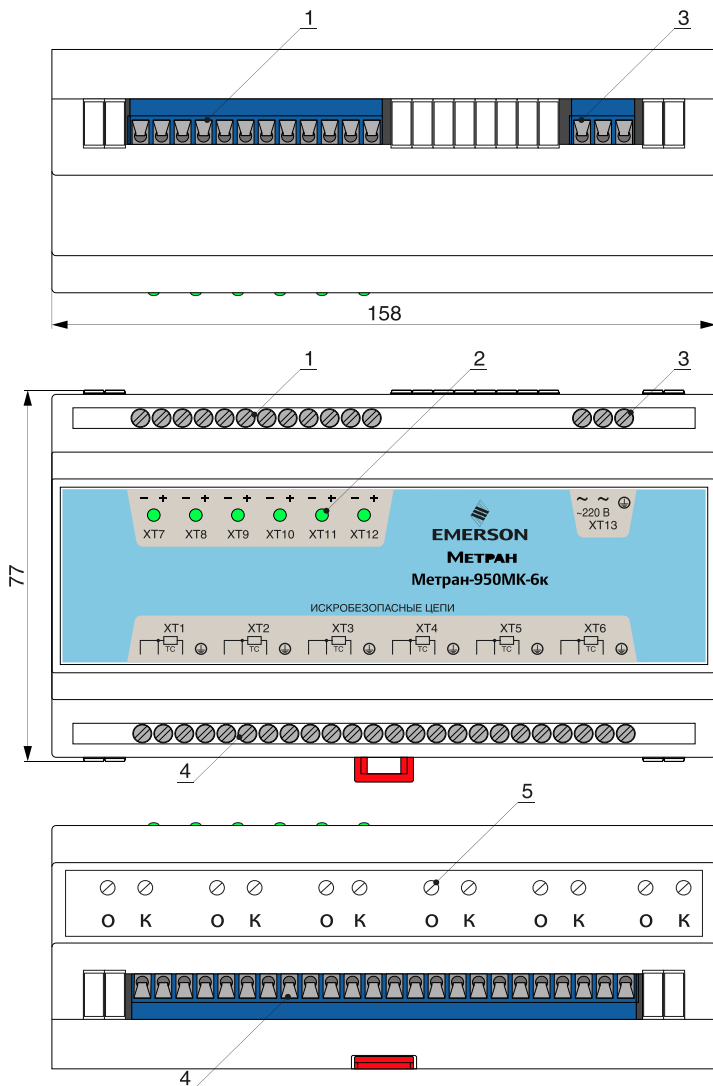 1 3
158
1 2 3
77
− + − + − + − + − + − +
XT7 XT8 XT9 XT10 XT11 XT12
~ ~
~220 В
XT13
EMERSON
Метран
Метран-950МК-6к
ИСКРОБЕЗОПАСНЫЕ ЦЕПИ
XT1 XT2 XT3 XT4 XT5 XT6
ТС ТС ТС ТС ТС ТС
4
5
О К О К О К О К О К О К
4